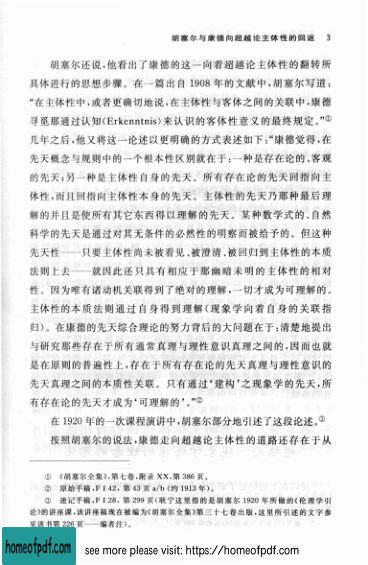 胡塞尔与康德向超越论主体性的回返 3
胡塞尔还说,他看出了康德的这一向着超越论主体性的翻转所
具体进行的思想步骤。在一篇出自 1908 年的文献中,胡塞尔写道:
“在主体性中,或者更确切地说,在主体性与客体之间的关联中,康德
寻觅那通过认知(Erkenntnis)来认识的客体性意义的最终规定。”①
几年之后,他又将这一论述以更明确的方式表述如下:“康德觉得,在
先天概念与规则中的一个根本性区别就在于:一种是存在论的、客观
的先天;另一种是主体性自身的先天。所有存在论的先天回指向主
体性,而且回指向主体性本身的先天。主体性的先天乃那种最后理
解的并且是使所有其它东西得以理解的先天。某种数学式的、自然
科学的先天是通过对其无条件的必然性的明察而被给予的。但这种
先天性——只要主体性尚未被看见、被澄清、被回归到主体性的本质
法则上去——就因此还只具有相应于那幽暗未明的主体性的相对
性。因为唯有诸动机关联得到了绝对的理解,一切才成为可理解的。
主体性的本质法则通过自身得到理解(现象学向着自身的关联指
归)。在康德的先天综合理论的努力背后的大问题在于:清楚地提出
与研究那些存在于所有通常真理与理性意识真理之间的,因而也就
是在原则的普遍性上,存在于所有存在论的先天真理与理性意识的
先天真理之间的本质性关联。只有通过‘建构’之现象学的先天,所
有存在论的先天才成为‘可理解的’。”②
在 1920 年的一次课程演讲中,胡塞尔部分地引述了这段论述。③
按照胡塞尔的说法,康德走向超越论主体性的道路还存在于从
① 《胡塞尔全集》,第七卷,附录 XX,第 386 页。
② 原始手稿,F I 42,第 43 页 a/b (约 1913 年)。
③ 速记手稿,F I 28,第 299 页(耿宁这里指的是胡塞尔 1920 年所做的《伦理学引
论》的讲座课,该讲座稿现在被编为《胡塞尔全集》第三十七卷出版,这里所引述的文字参
见该书第 226 页——编者注)。
homeofpdf.com see more please visit: https://homeofpdf.com